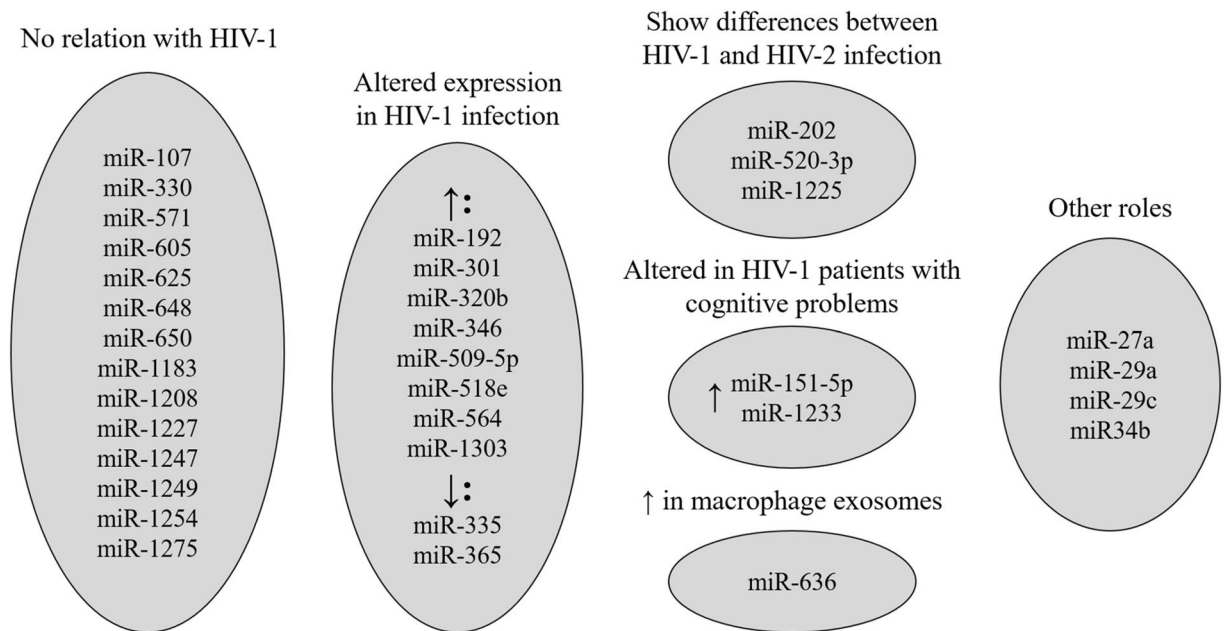 No relation with HIV-1
miR-107
miR-330
miR-571
miR-605
miR-625
miR-648
miR-650
miR-1183
miR-1208
miR-1227
miR-1247
miR-1249
miR-1254
miR-1275
Altered expression
in HIV-1 infection
↑:
miR-192
miR-301
miR-320b
miR-346
miR-509-5p
miR-518e
miR-564
miR-1303
↓:
miR-335
miR-365
Show differences between
HIV-1 and HIV-2 infection
miR-202
miR-520-3p
miR-1225
Altered in HIV-1 patients with
cognitive problems
↑ miR-151-5p
miR-1233
↑ in macrophage exosomes
miR-636
Other roles
miR-27a
miR-29a
miR-29c
miR34b